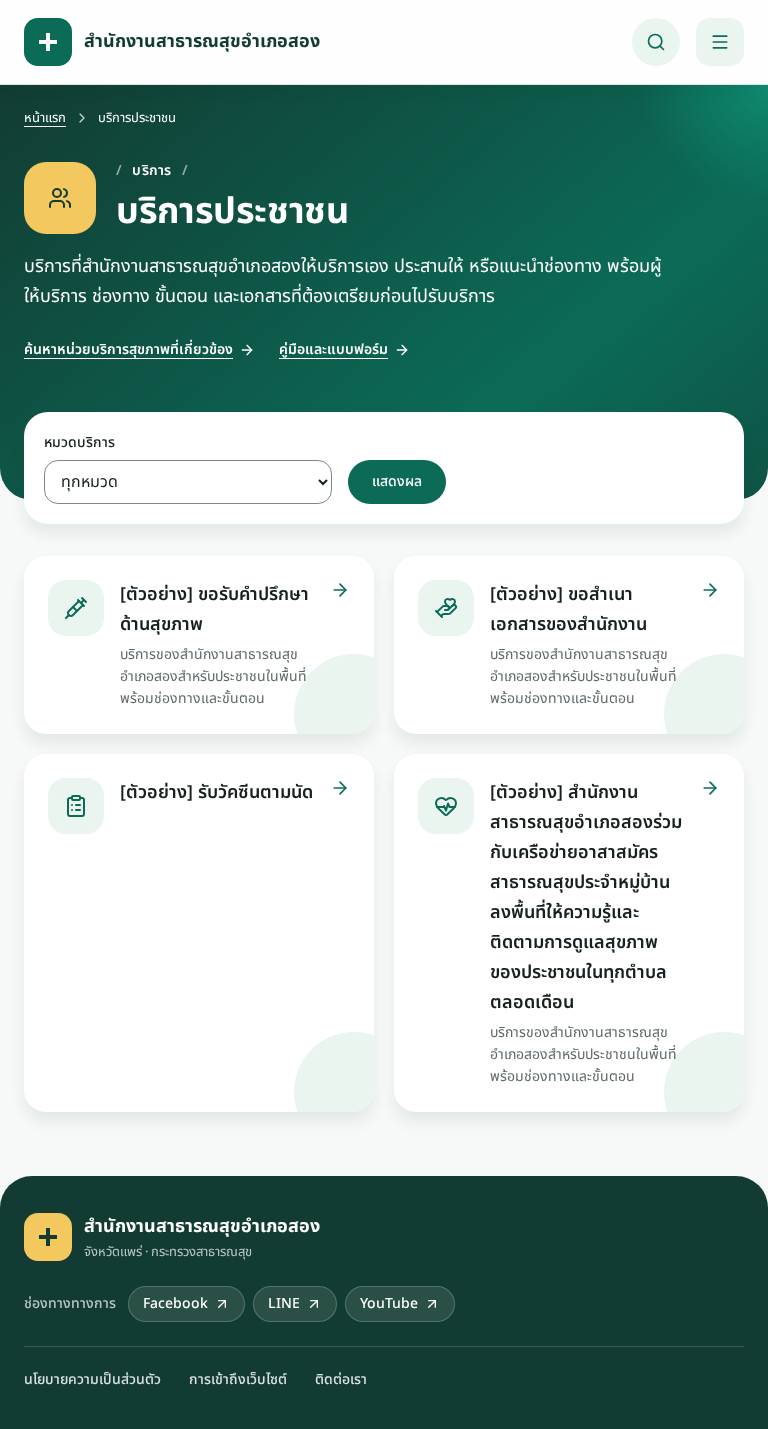 สำนักงานสาธารณสุขอำเภอสอง
หน้าแรก
บริการประชาชน
/ บริการ /
บริการประชาชน
บริการที่สำนักงานสาธารณสุขอำเภอสองให้บริการเอง ประสานให้ หรือแนะนำช่องทาง พร้อมผู้
ให้บริการ ช่องทาง ขั้นตอน และเอกสารที่ต้องเตรียมก่อนไปรับบริการ
ค้นหาหน่วยบริการสุขภาพที่เกี่ยวข้อง
คู่มือและแบบฟอร์ม
หมวดบริการ
ทุกหมวด
แสดงผล
[ตัวอย่าง] ขอรับคำปรึกษา
ด้านสุขภาพ
บริการของสำนักงานสาธารณสุข
อำเภอสองสำหรับประชาชนในพื้นที่
พร้อมช่องทางและขั้นตอน
[ตัวอย่าง] ขอสำเนา
เอกสารของสำนักงาน
บริการของสำนักงานสาธารณสุข
อำเภอสองสำหรับประชาชนในพื้นที่
พร้อมช่องทางและขั้นตอน
[ตัวอย่าง] รับวัคซีนตามนัด
[ตัวอย่าง] สำนักงาน
สาธารณสุขอำเภอสองร่วม
กับเครือข่ายอาสาสมัคร
สาธารณสุขประจำหมู่บ้าน
ลงพื้นที่ให้ความรู้และ
ติดตามการดูแลสุขภาพ
ของประชาชนในทุกตำบล
ตลอดเดือน
บริการของสำนักงานสาธารณสุข
อำเภอสองสำหรับประชาชนในพื้นที่
พร้อมช่องทางและขั้นตอน
สำนักงานสาธารณสุขอำเภอสอง
จังหวัดแพร่ · กระทรวงสาธารณสุข
ช่องทางทางการ
Facebook
LINE
YouTube
นโยบายความเป็นส่วนตัว
การเข้าถึงเว็บไซต์
ติดต่อเรา